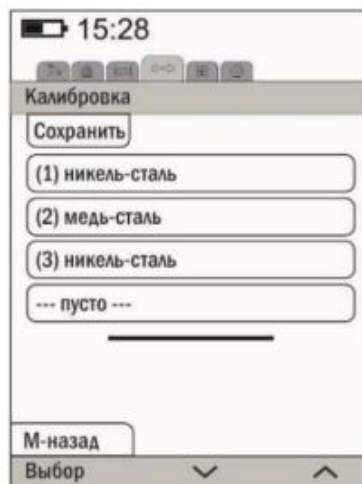 15:28
Калибровка
Сохранить
(1) никель-сталь
(2) медь-сталь
(3) никель-сталь
--- пусто ---
М-назад
Выбор